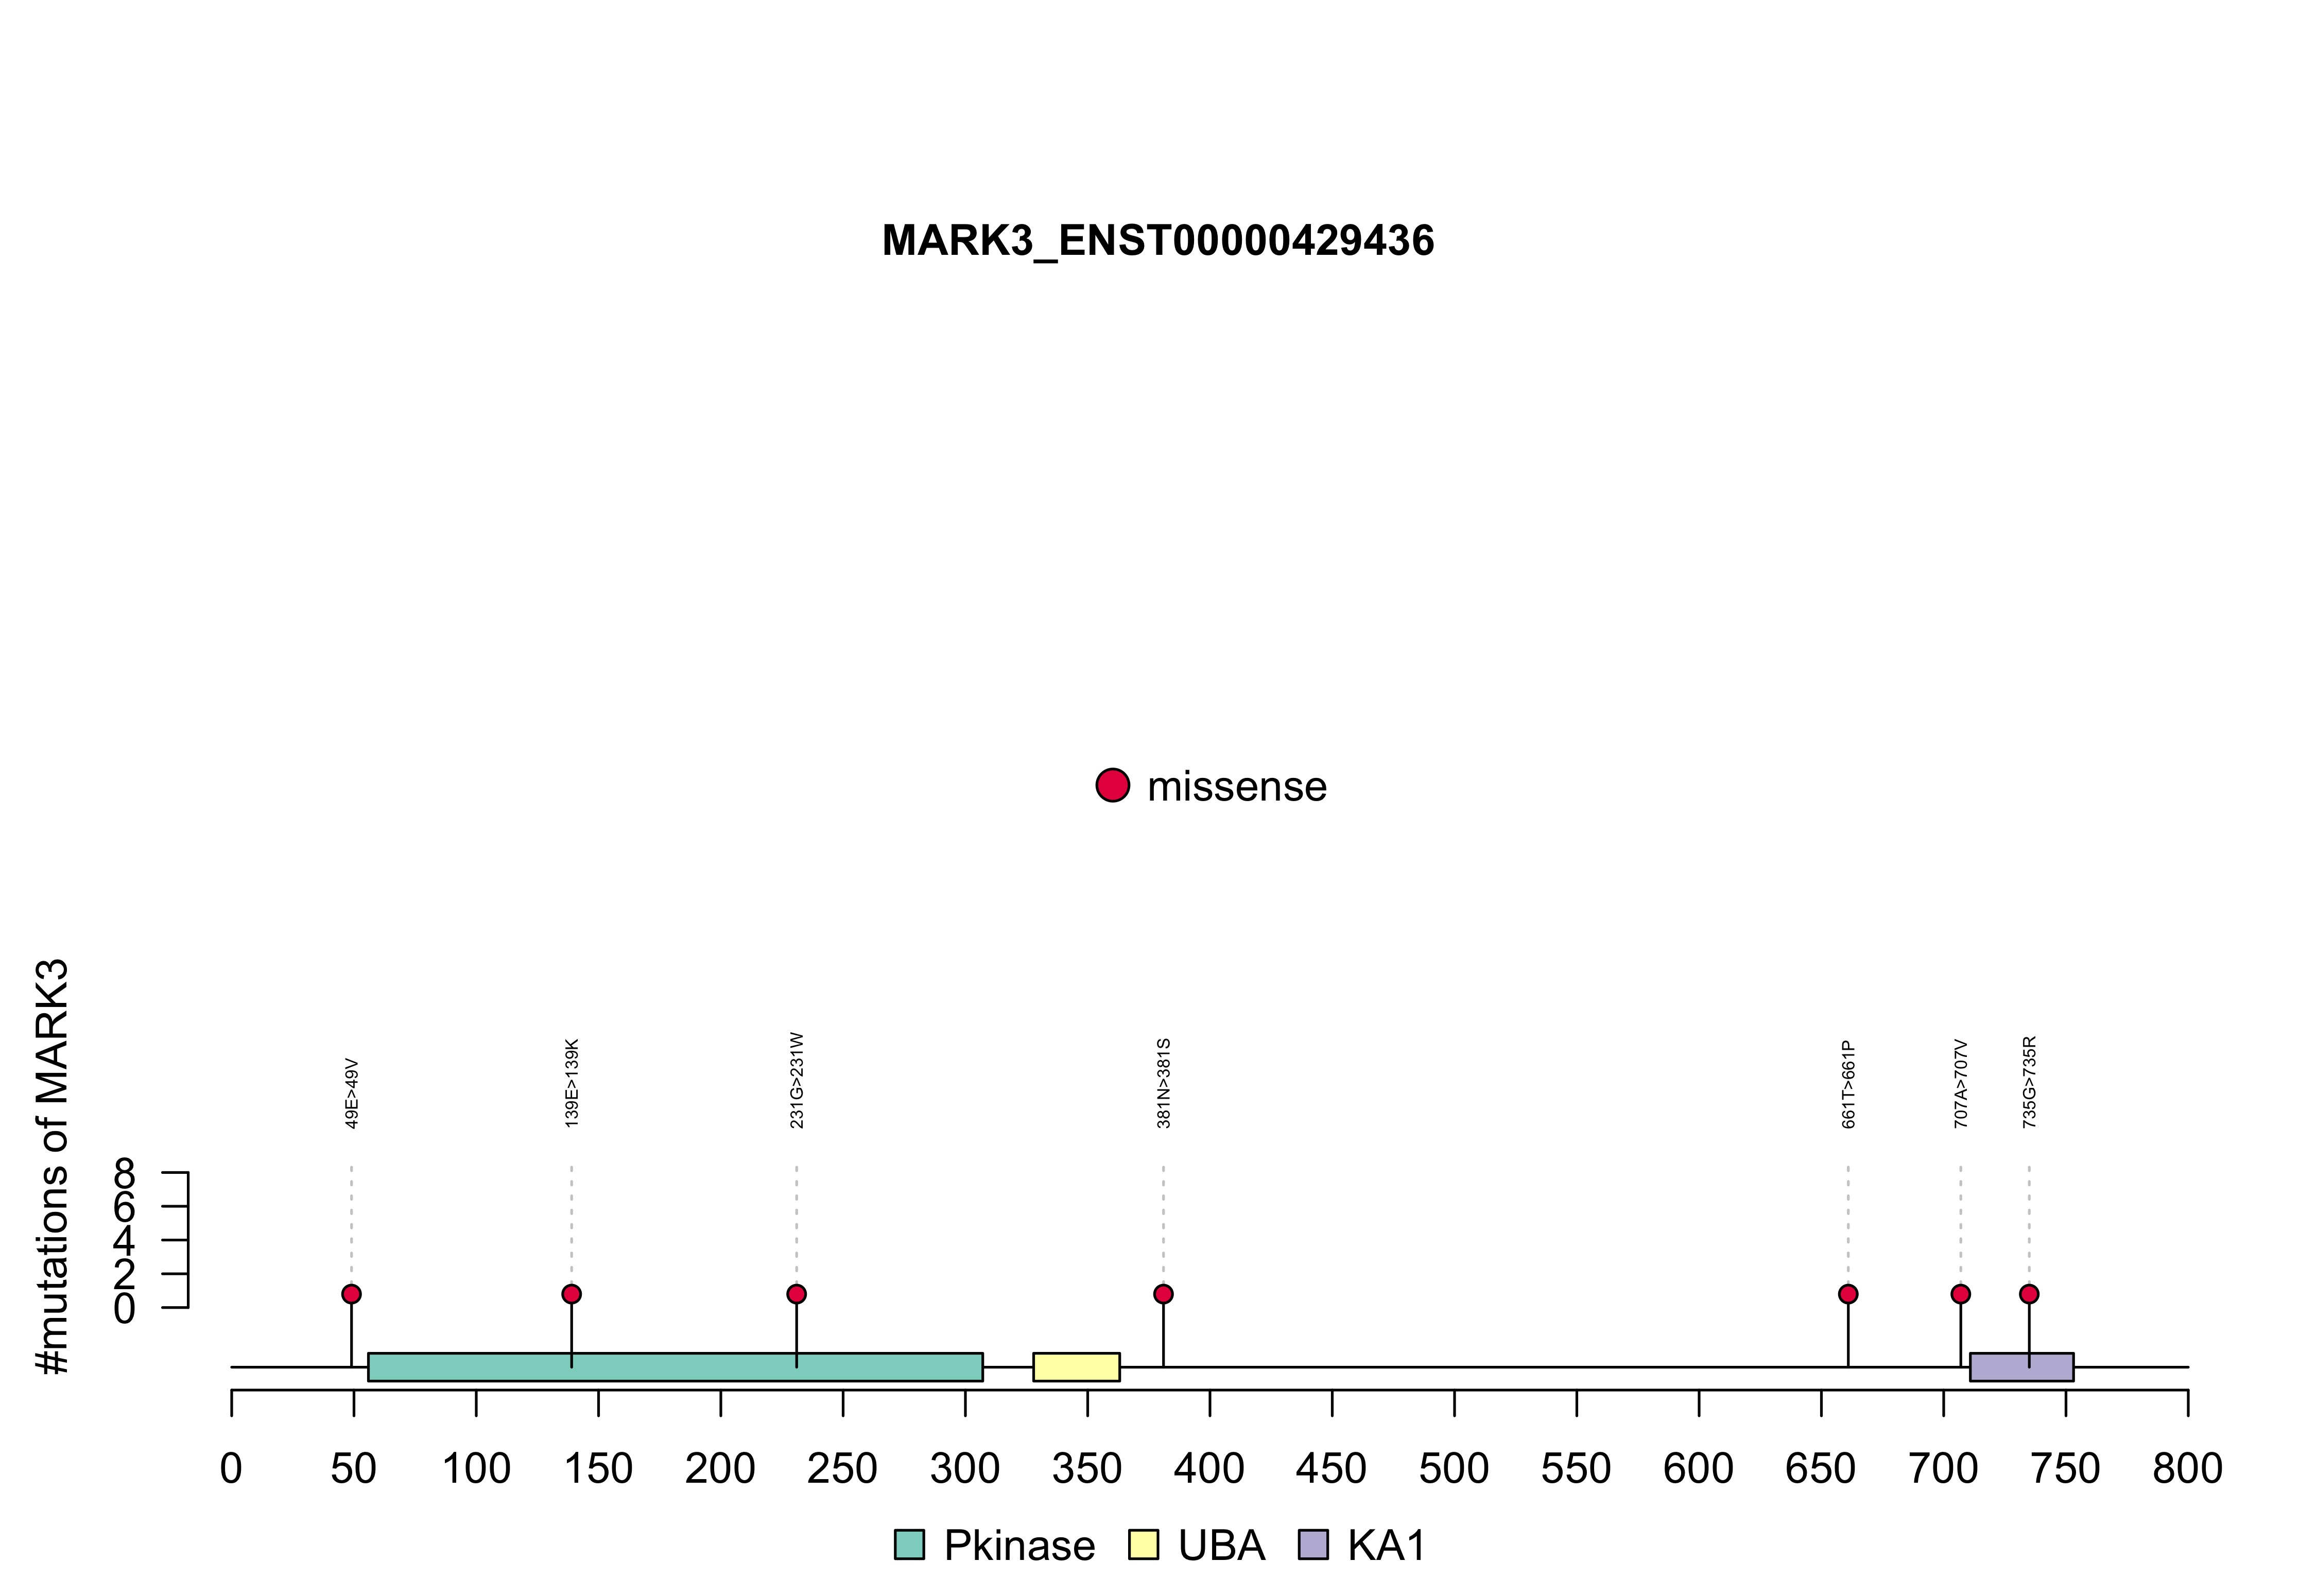 MARK3_ENST00000429436
missense
#mutations of MARK3
49E>49V
139E>139K
231G>231W
381N>381S
661T>661P
707A>707V
735G>735R
8
6
4
2
0
0 50 100 150 200 250 300 350 400 450 500 550 600 650 700 750 800
Pkinase UBA KA1